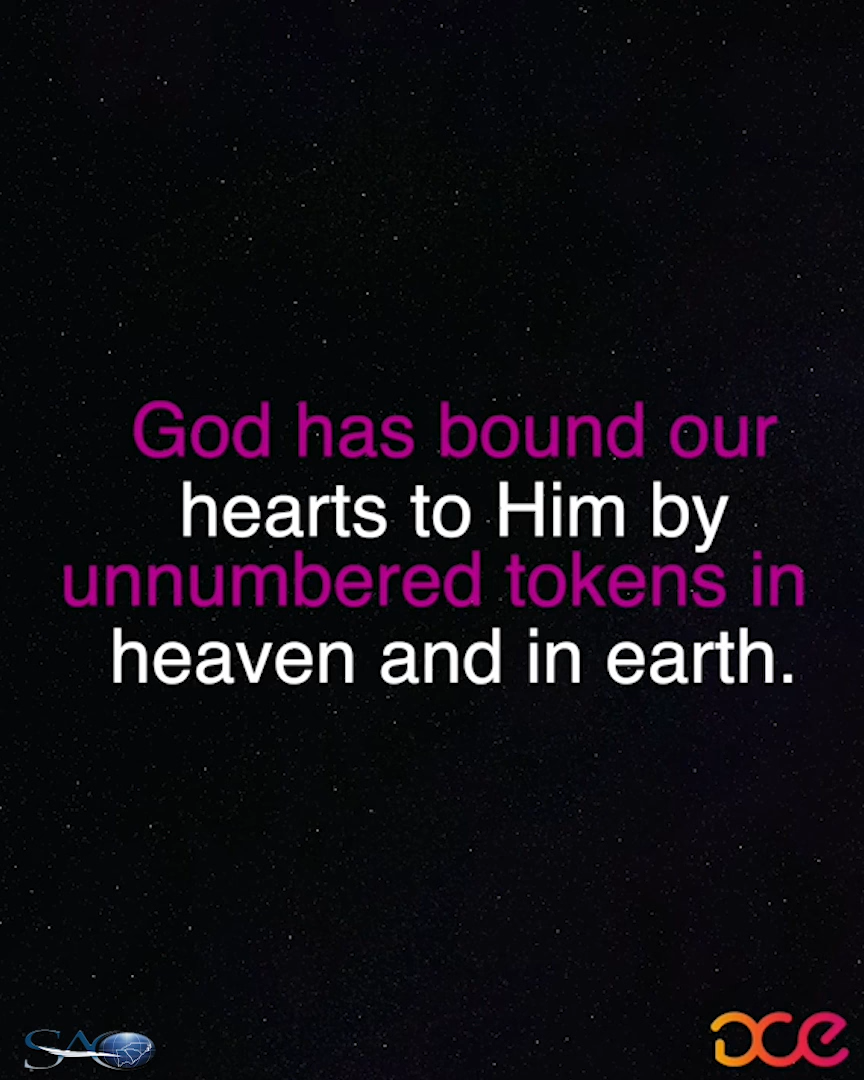 God has bound our
hearts to Him by
unnumbered tokens in
heaven and in earth.